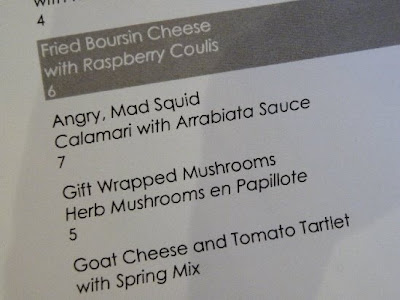 4
Fried Boursin Cheese
with Raspberry Coulis
6
Angry, Mad Squid
Calamari with Arrabiata Sauce
7
Gift Wrapped Mushrooms
Herb Mushrooms en Papillote
5
Goat Cheese and Tomato Tartlet
with Spring Mix